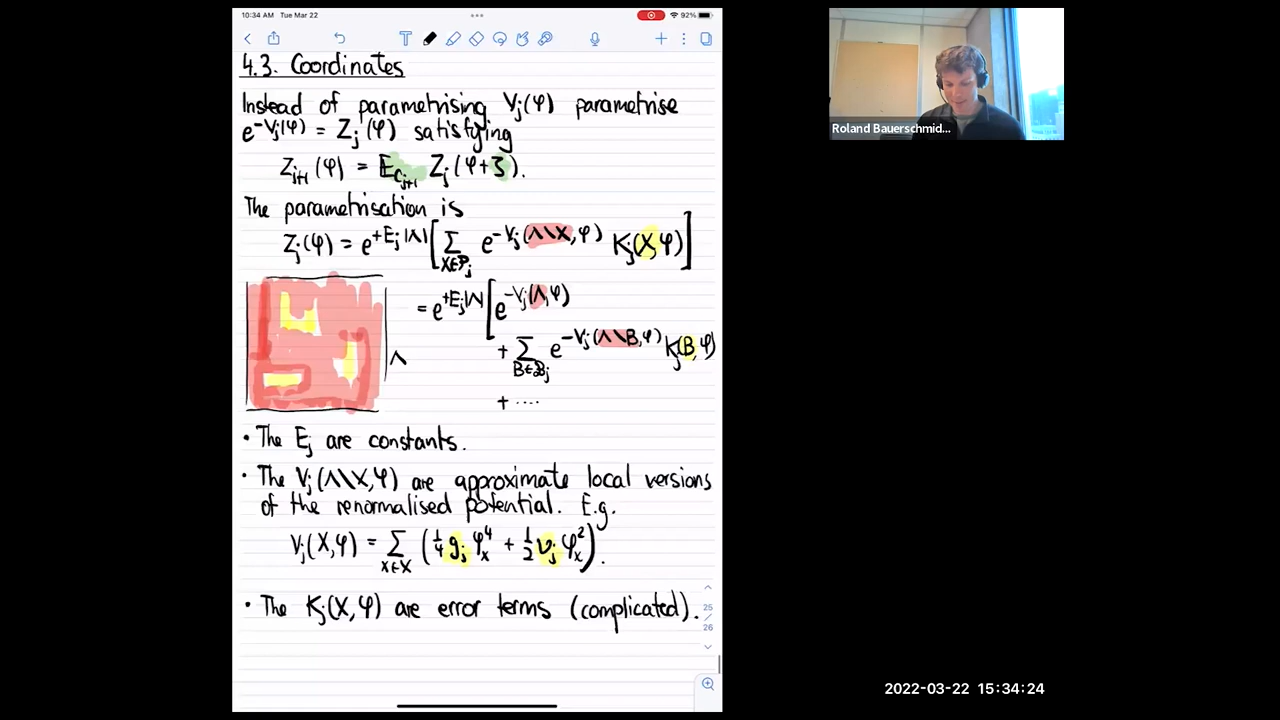 10:34 AM Tue Mar 22
92%
4.3. Coordinates
Instead of parametrising V_j(φ) parametrise
e^{-V_j(φ)} = Z_j(φ) satisfying
Z_{j+1}(φ) = E_{C_{j+1}} Z_j(φ+ζ).
The parametrisation is
Z_j(φ) = e^{+E_j|Λ|} [ Σ_{X∈P_j} e^{-V_j(Λ\X,φ)} K_j(X,φ) ]
= e^{+E_j|Λ|} [ e^{-V_j(Λ,φ)}
+ Σ_{B∈B_j} e^{-V_j(Λ\B,φ)} K_j(B,φ)
Λ
+ ....
• The E_j are constants.
• The V_j(Λ\X,φ) are approximate local versions
of the renormalised potential. E.g.
V_j(X,φ) = Σ_{x∈X} (1/4 g_j φ_x^4 + 1/2 ν_j φ_x^2).
• The K_j(X,φ) are error terms (complicated).
25
/
26
Roland Bauerschmid...
2022-03-22 15:34:24